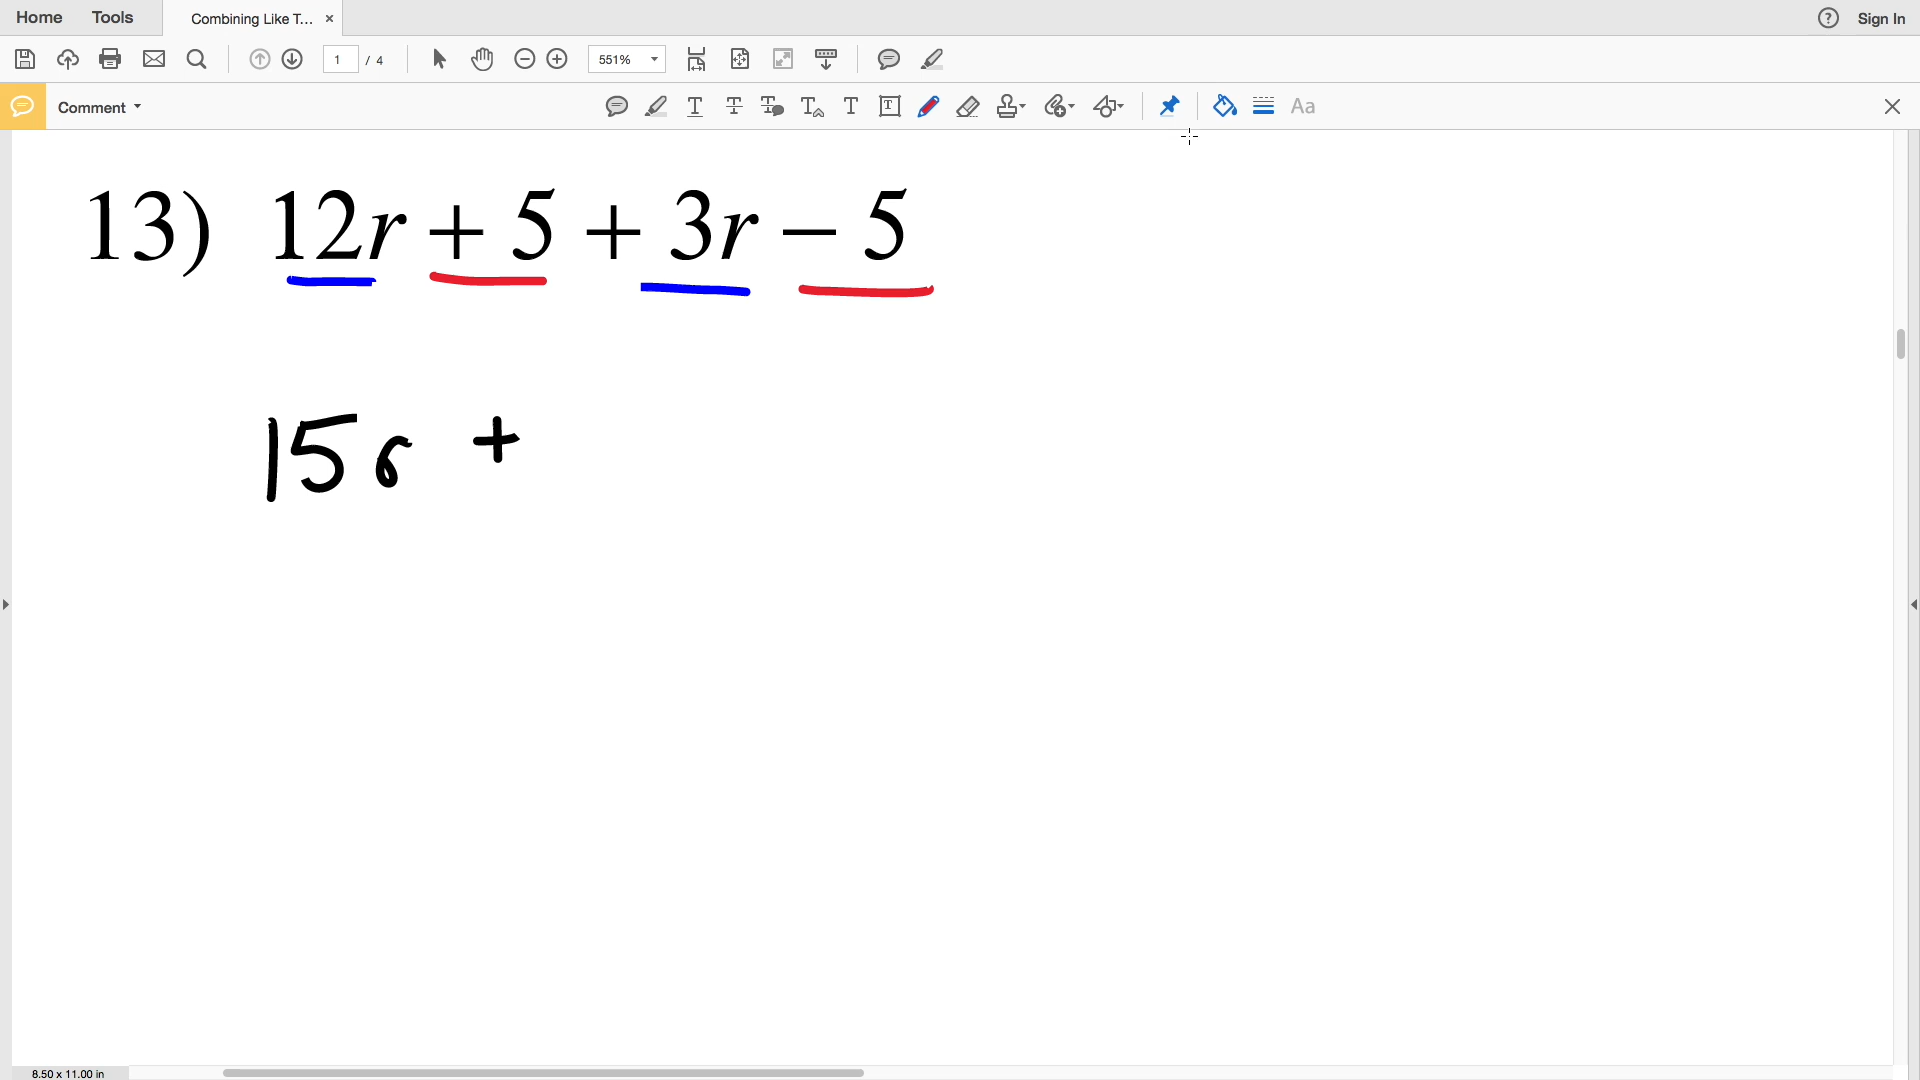 Home Tools Combining Like T... × ? Sign In
1 / 4 551%
Comment T T T T T T Aa
13) 12r + 5 + 3r − 5
15r +
8.50 x 11.00 in